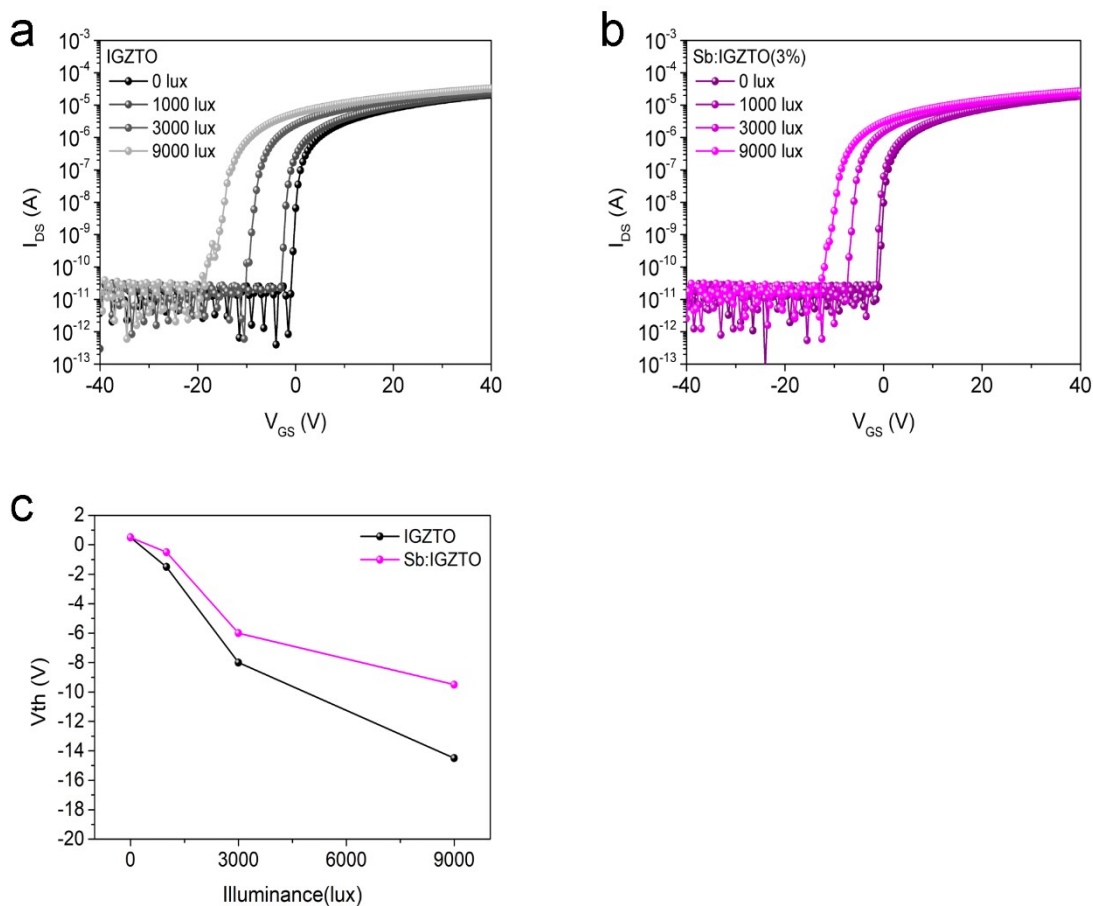 a
IGZTO
0 lux
1000 lux
3000 lux
9000 lux
10⁻³
10⁻⁴
10⁻⁵
10⁻⁶
10⁻⁷
10⁻⁸
10⁻⁹
10⁻¹⁰
10⁻¹¹
10⁻¹²
10⁻¹³
I_DS (A)
-40 -20 0 20 40
V_GS (V)
b
Sb:IGZTO(3%)
0 lux
1000 lux
3000 lux
9000 lux
10⁻³
10⁻⁴
10⁻⁵
10⁻⁶
10⁻⁷
10⁻⁸
10⁻⁹
10⁻¹⁰
10⁻¹¹
10⁻¹²
10⁻¹³
I_DS (A)
-40 -20 0 20 40
V_GS (V)
c
IGZTO
Sb:IGZTO
2
0
-2
-4
-6
-8
-10
-12
-14
-16
-18
-20
Vth (V)
0 3000 6000 9000
Illuminance(lux)